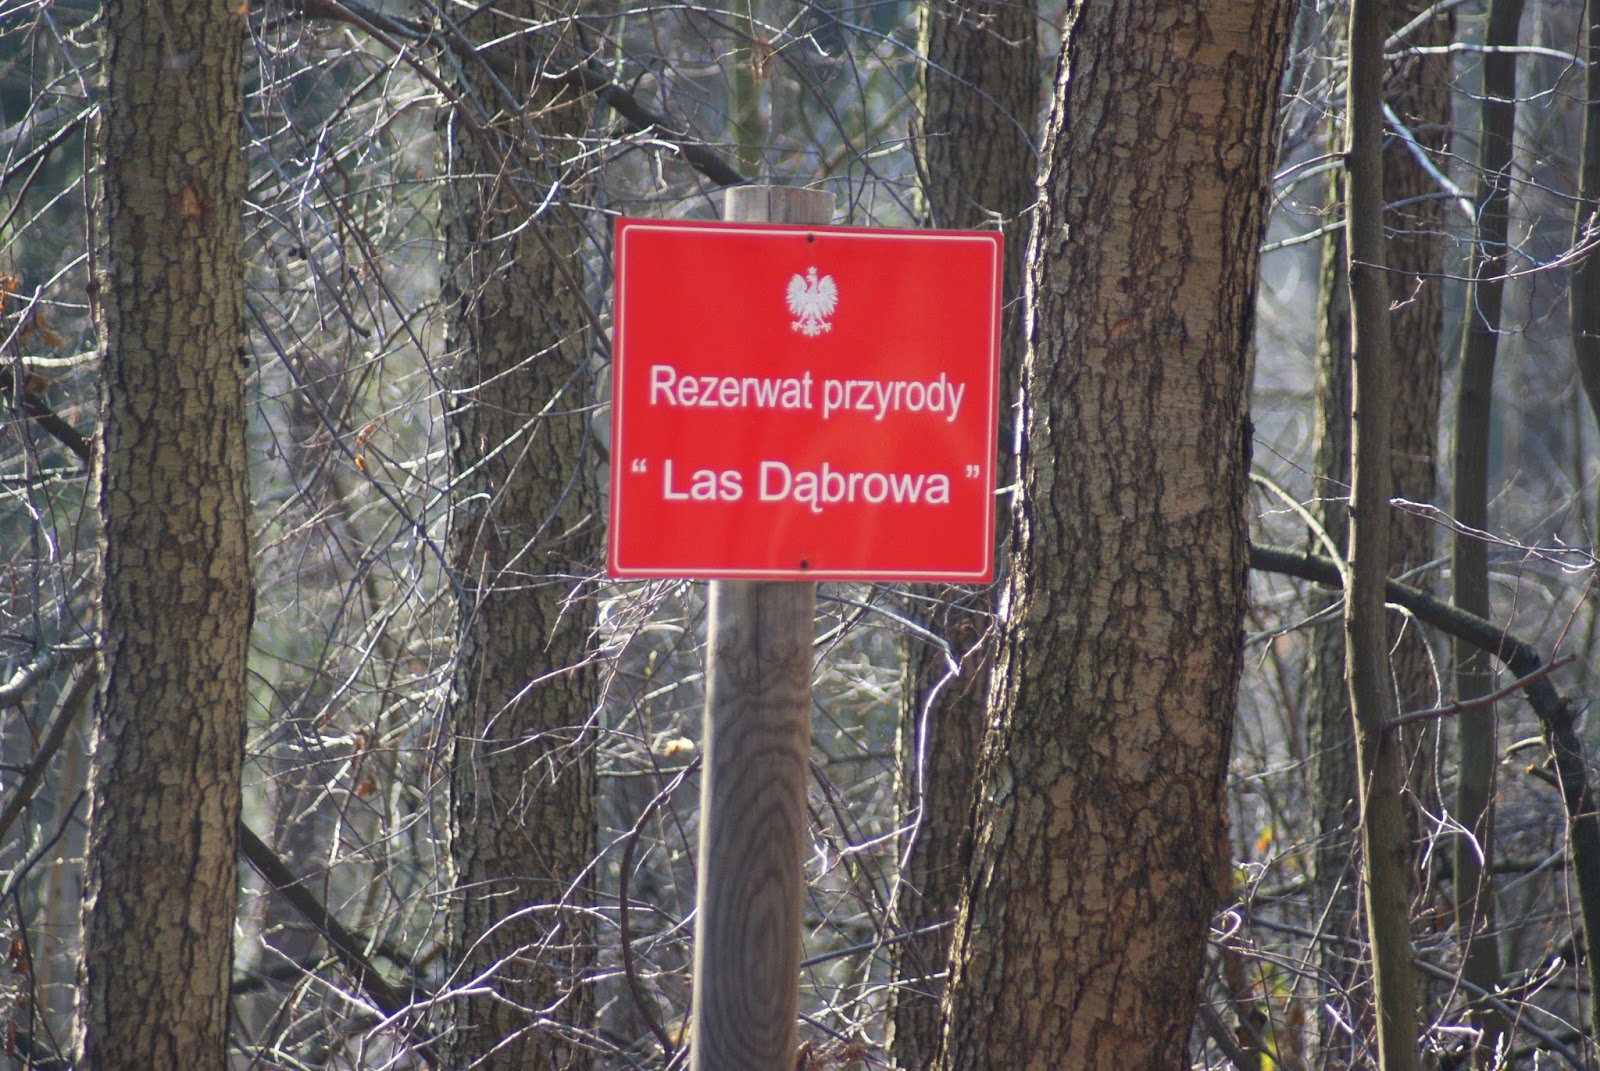 Rezerwat przyrody
“ Las Dąbrowa ”